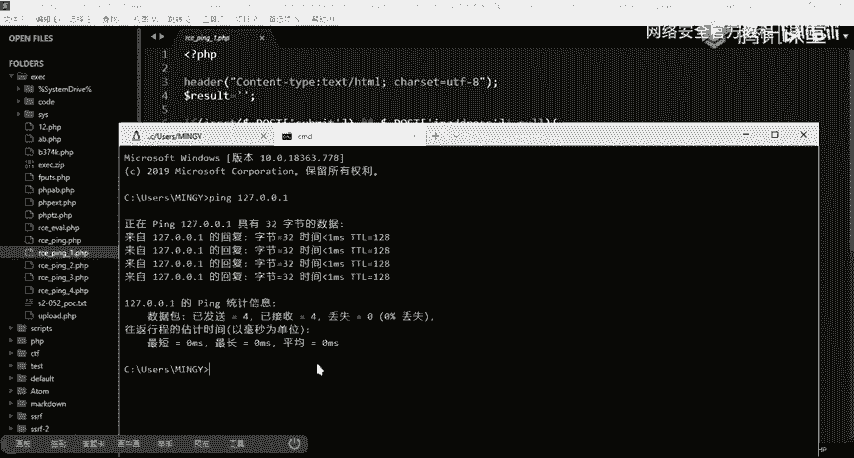 网络安全官方教程
OPEN FILES
rce_ping_1.php
FOLDERS
exec
%SystemDrive%
code
sys
12.php
ab.php
b374k.php
exec.zip
fputs.php
phpab.php
phpext.php
phptz.php
rce_eval.php
rce_ping.php
rce_ping_1.php
rce_ping_2.php
rce_ping_3.php
rce_ping_4.php
s2-052_poc.txt
upload.php
scripts
php
ctf
test
default
Atom
markdown
ssrf
ssrf-2
1 <?php
2
3 header("Content-type:text/html; charset=utf-8");
4 $result='';
5
../Users/MINGY
cmd
Microsoft Windows [版本 10.0.18363.778]
(c) 2019 Microsoft Corporation。保留所有权利。
C:\Users\MINGY>ping 127.0.0.1
正在 Ping 127.0.0.1 具有 32 字节的数据:
来自 127.0.0.1 的回复: 字节=32 时间<1ms TTL=128
来自 127.0.0.1 的回复: 字节=32 时间<1ms TTL=128
来自 127.0.0.1 的回复: 字节=32 时间<1ms TTL=128
来自 127.0.0.1 的回复: 字节=32 时间<1ms TTL=128
127.0.0.1 的 Ping 统计信息:
数据包: 已发送 = 4, 已接收 = 4, 丢失 = 0 (0% 丢失),
往返行程的估计时间(以毫秒为单位):
最短 = 0ms, 最长 = 0ms, 平均 = 0ms
C:\Users\MINGY>